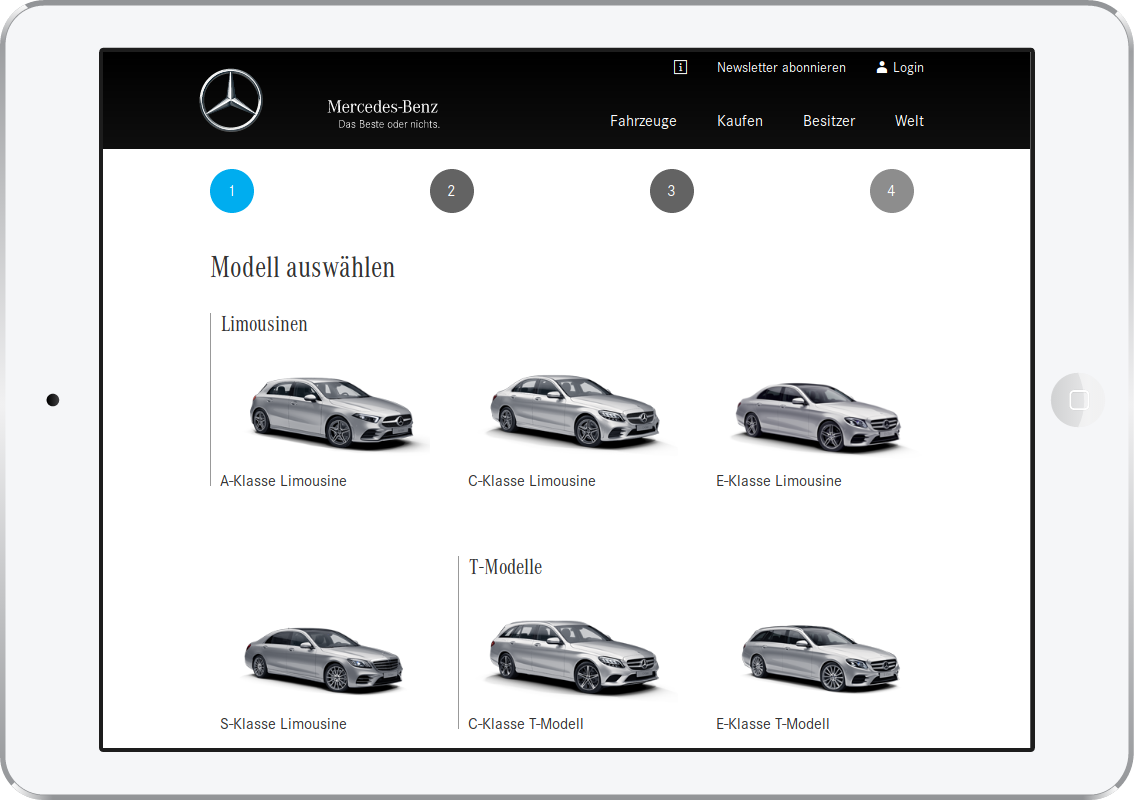 Newsletter abonnieren
Login
Mercedes-Benz
Das Beste oder nichts.
Fahrzeuge Kaufen Besitzer Welt
1 2 3 4
Modell auswählen
Limousinen
A-Klasse Limousine C-Klasse Limousine E-Klasse Limousine
T-Modelle
S-Klasse Limousine C-Klasse T-Modell E-Klasse T-Modell